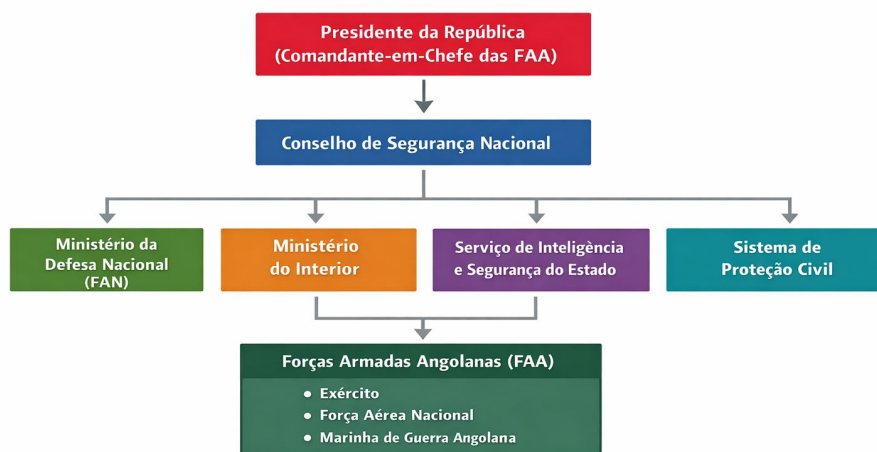 Presidente da República
(Comandante-em-Chefe das FAA)
Conselho de Segurança Nacional
Ministério da
Defesa Nacional
(FAN)
Ministério
do Interior
Serviço de Inteligência
e Segurança do Estado
Sistema de
Proteção Civil
Forças Armadas Angolanas (FAA)
• Exército
• Força Aérea Nacional
• Marinha de Guerra Angolana